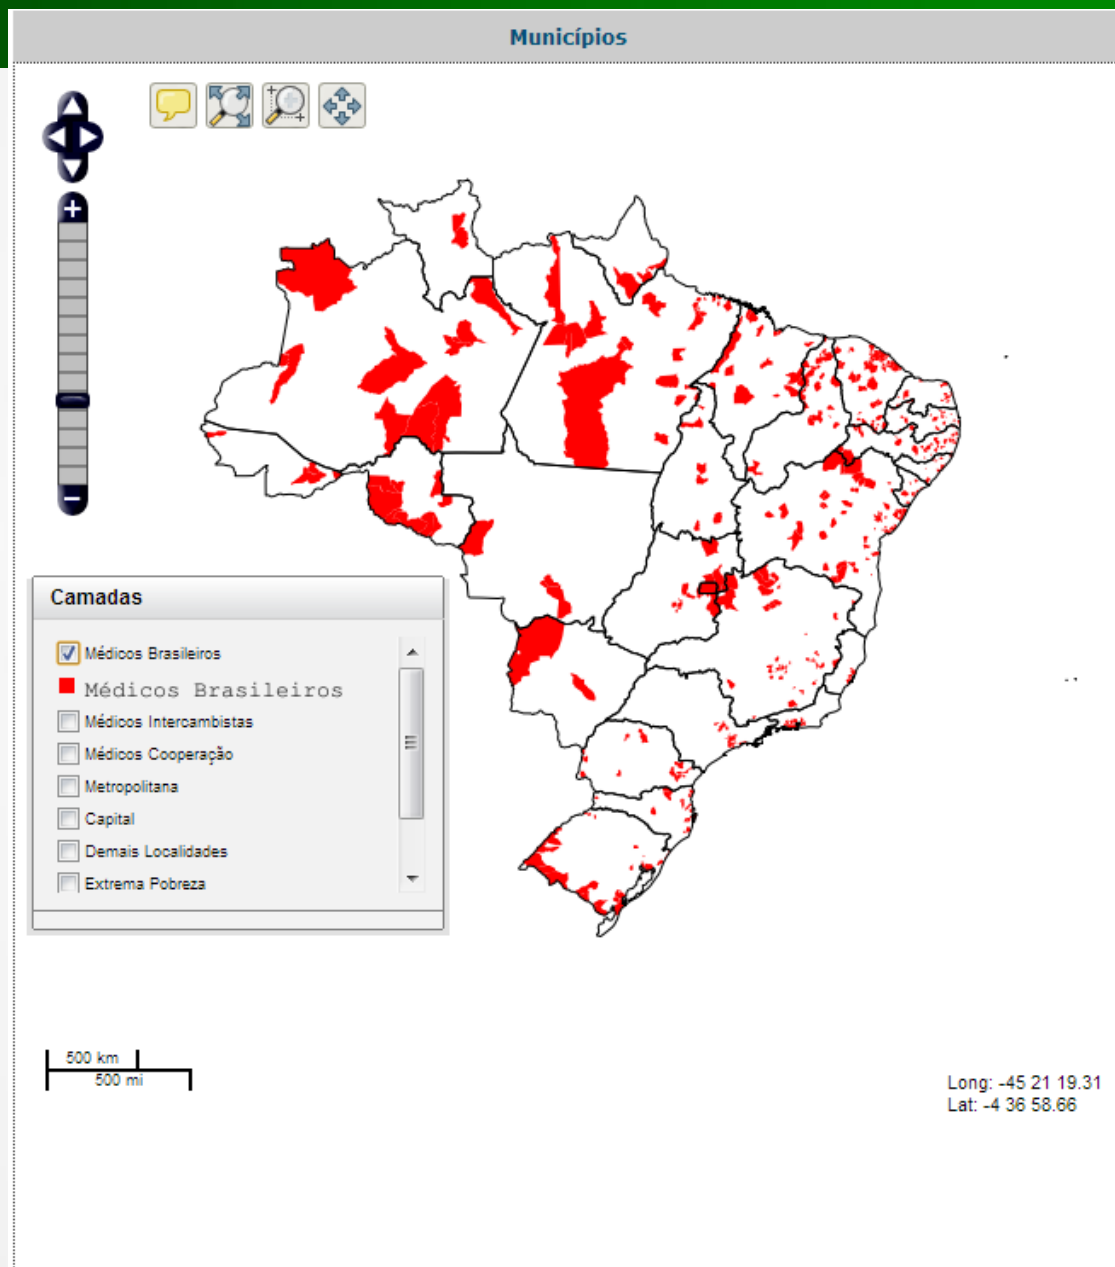 Municípios
+
−
Camadas
Médicos Brasileiros
Médicos Brasileiros
Médicos Intercambistas
Médicos Cooperação
Metropolitana
Capital
Demais Localidades
Extrema Pobreza
500 km
500 mi
Long: -45 21 19.31
Lat: -4 36 58.66